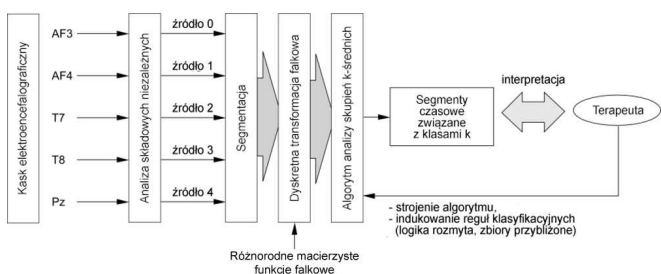 Kask elektroencefalograficzny
AF3
AF4
T7
T8
Pz
Analiza składowych niezależnych
źródło 0
źródło 1
źródło 2
źródło 3
źródło 4
Segmentacja
Dyskretna transformacja falkowa
Różnorodne macierzyste
funkcje falkowe
Algorytm analizy skupień k-średnich
Segmenty
czasowe
związane
z klasami k
interpretacja
Terapeuta
- strojenie algorytmu,
- indukowanie reguł klasyfikacyjnych
(logika rozmyta, zbiory przybliżone)